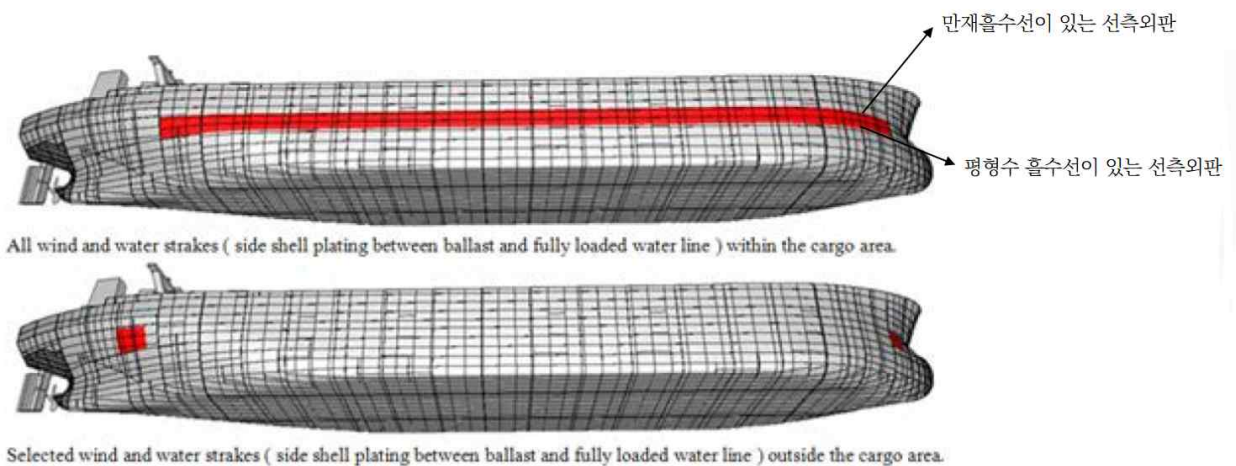 만재흘수선이 있는 선측외판
평형수 흘수선이 있는 선측외판
All wind and water strakes ( side shell plating between ballast and fully loaded water line ) within the cargo area.
Selected wind and water strakes ( side shell plating between ballast and fully loaded water line ) outside the cargo area.